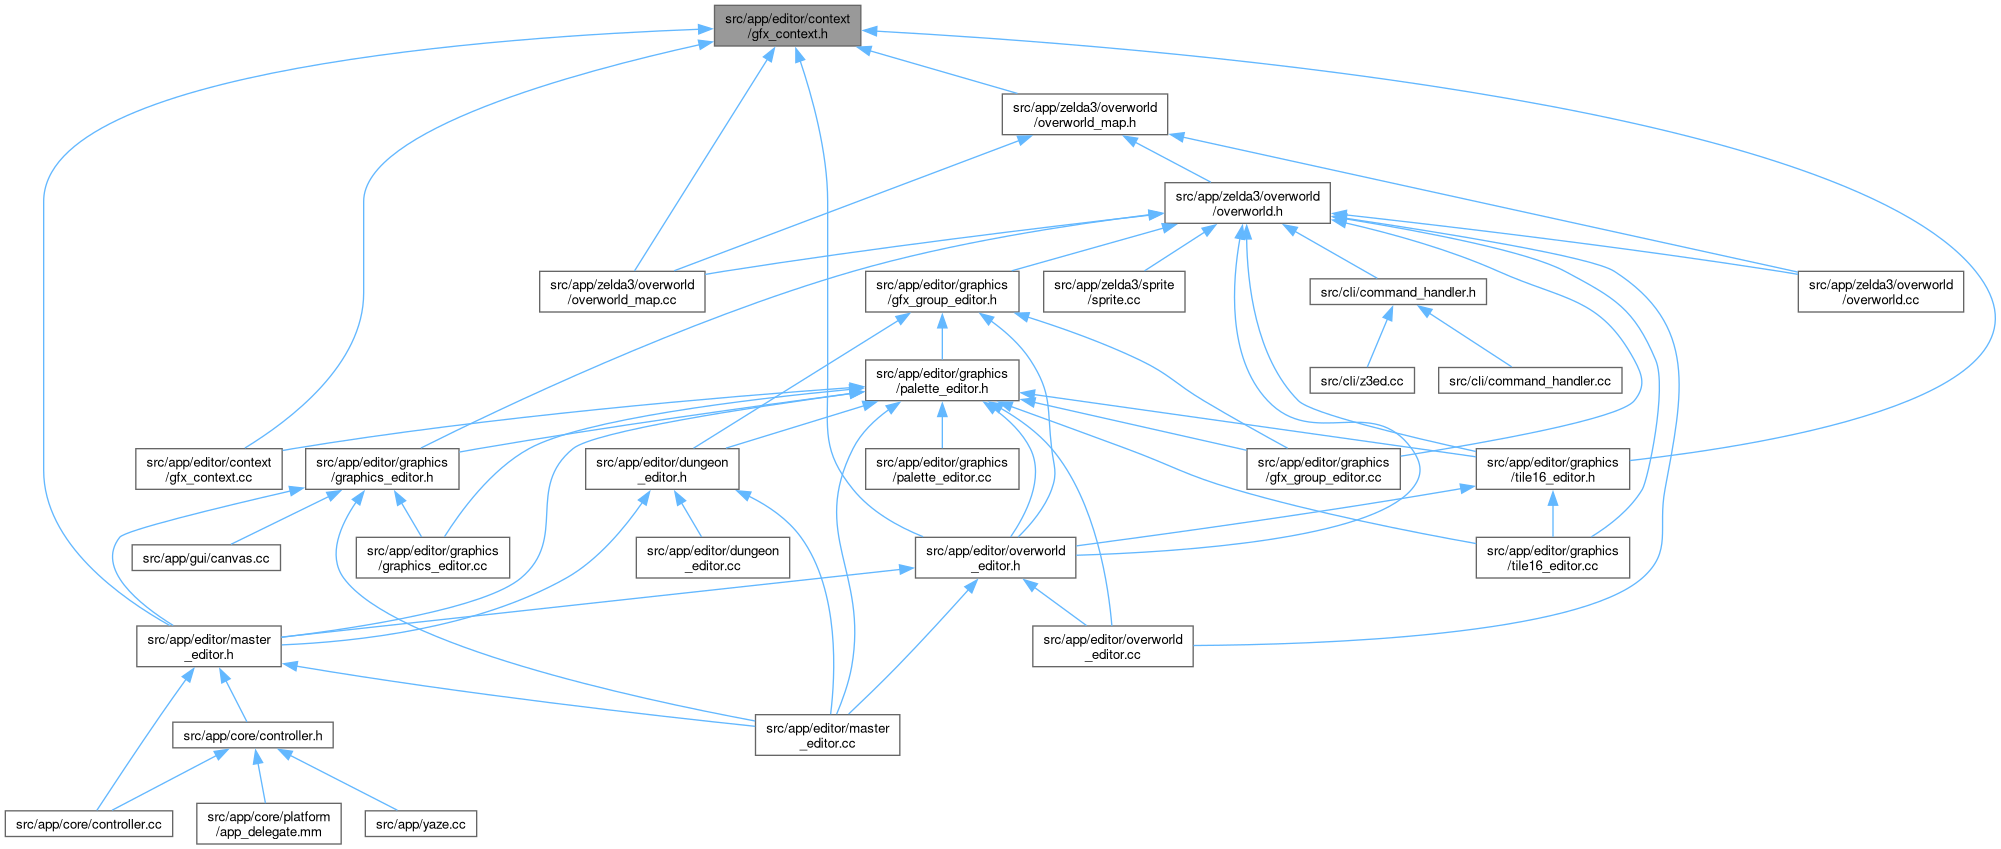 src/app/editor/context
/gfx_context.h
src/app/zelda3/overworld
/overworld_map.h
src/app/zelda3/overworld
/overworld.h
src/app/zelda3/overworld
/overworld_map.cc
src/app/editor/graphics
/gfx_group_editor.h
src/app/zelda3/sprite
/sprite.cc
src/cli/command_handler.h
src/app/zelda3/overworld
/overworld.cc
src/app/editor/graphics
/palette_editor.h
src/cli/z3ed.cc
src/cli/command_handler.cc
src/app/editor/context
/gfx_context.cc
src/app/editor/graphics
/graphics_editor.h
src/app/editor/dungeon
_editor.h
src/app/editor/graphics
/palette_editor.cc
src/app/editor/graphics
/gfx_group_editor.cc
src/app/editor/graphics
/tile16_editor.h
src/app/gui/canvas.cc
src/app/editor/graphics
/graphics_editor.cc
src/app/editor/dungeon
_editor.cc
src/app/editor/overworld
_editor.h
src/app/editor/graphics
/tile16_editor.cc
src/app/editor/master
_editor.h
src/app/editor/overworld
_editor.cc
src/app/core/controller.h
src/app/editor/master
_editor.cc
src/app/core/controller.cc
src/app/core/platform
/app_delegate.mm
src/app/yaze.cc